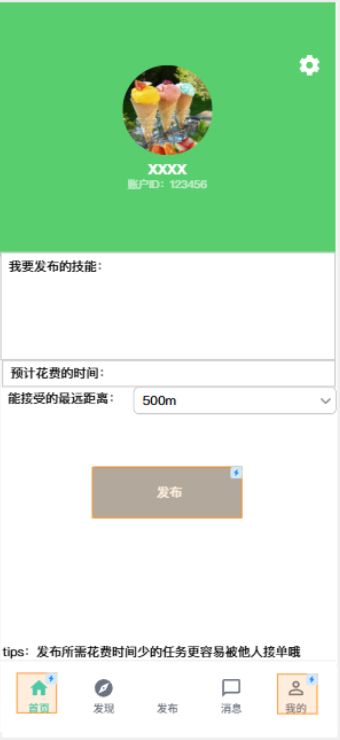 XXXX
账户ID：123456
我要发布的技能：
预计花费的时间：
能接受的最远距离：
500m
发布
tips：发布所需花费时间少的任务更容易被他人接单哦
首页 发现 发布 消息 我的